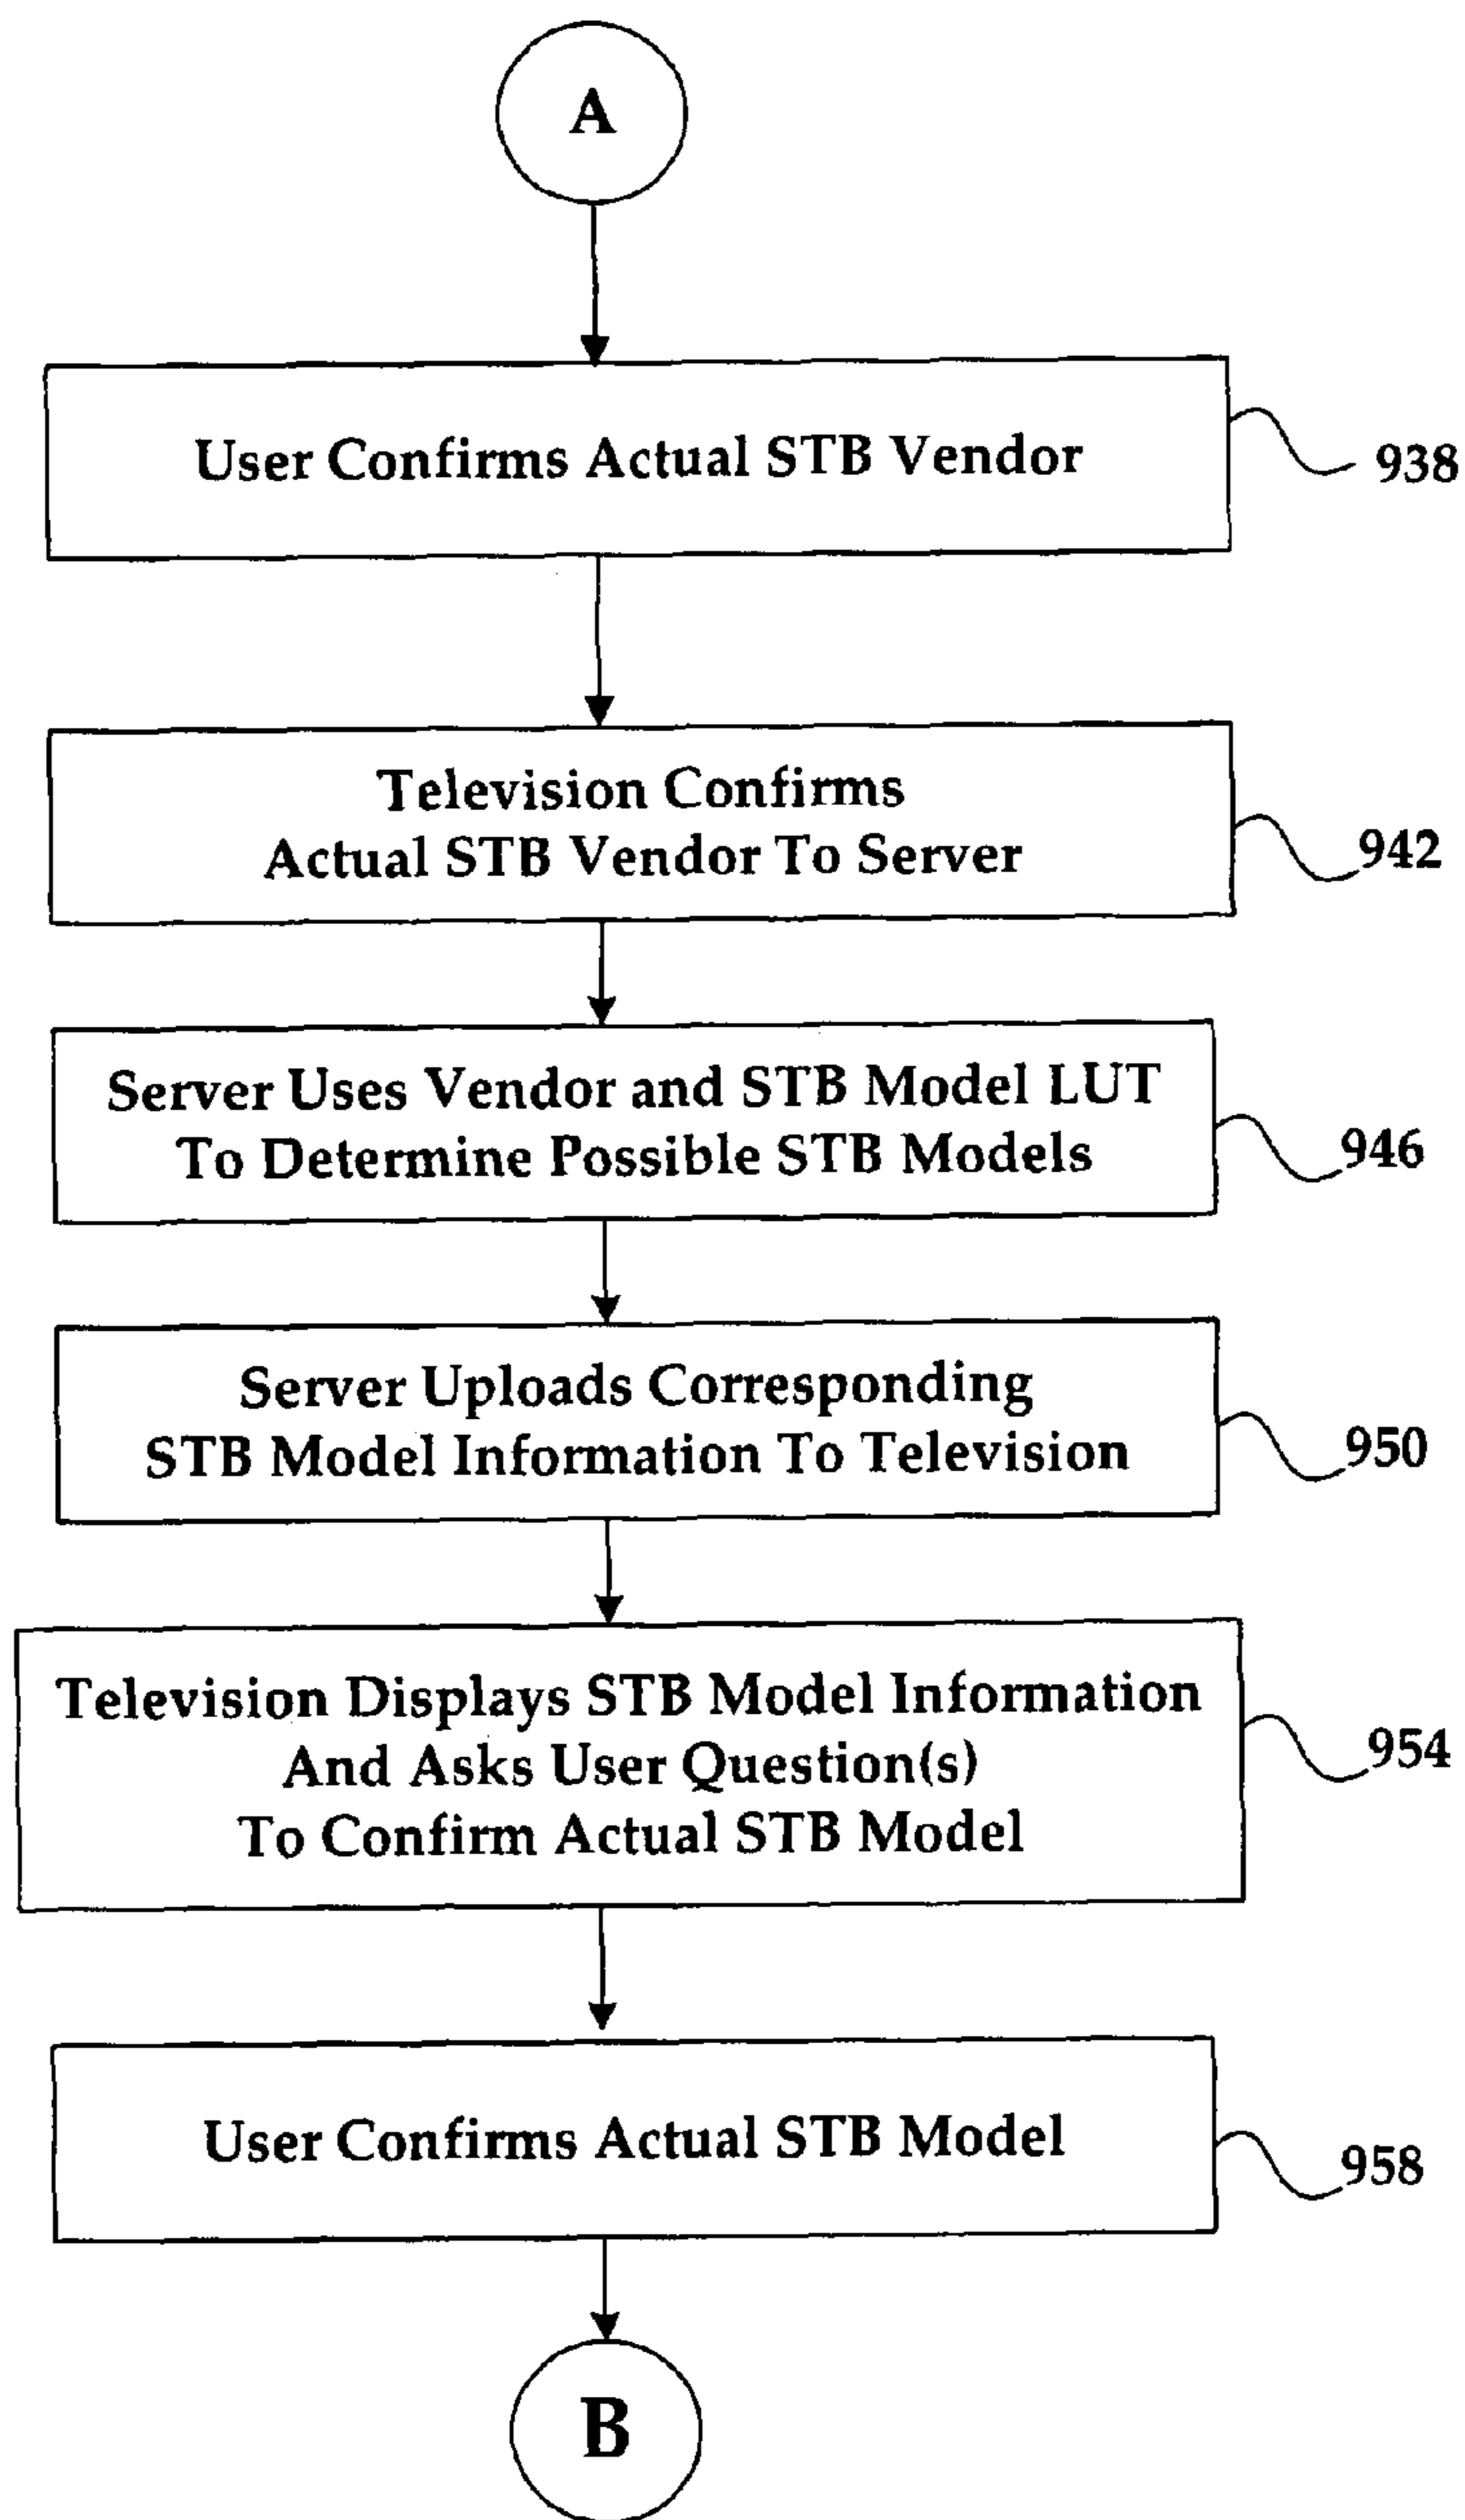 A
User Confirms Actual STB Vendor
938
Television Confirms
Actual STB Vendor To Server
942
Server Uses Vendor and STB Model LUT
To Determine Possible STB Models
946
Server Uploads Corresponding
STB Model Information To Television
950
Television Displays STB Model Information
And Asks User Question(s)
To Confirm Actual STB Model
954
User Confirms Actual STB Model
958
B